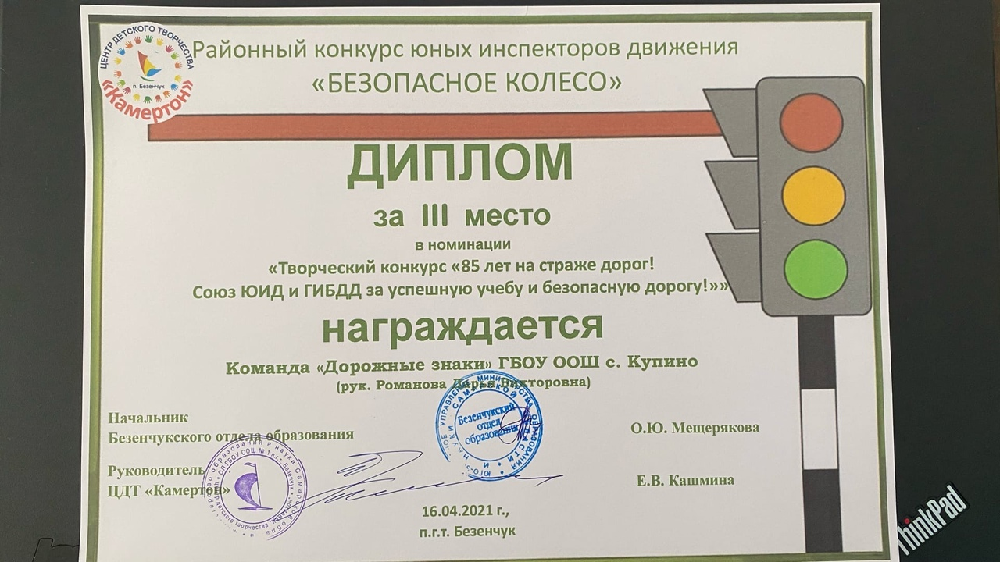 ЦЕНТР ДЕТСКОГО ТВОРЧЕСТВА
п. Безенчук
«Камертон»
Районный конкурс юных инспекторов движения
«БЕЗОПАСНОЕ КОЛЕСО»
ДИПЛОМ
за III место
в номинации
«Творческий конкурс «85 лет на страже дорог!
Союз ЮИД и ГИБДД за успешную учебу и безопасную дорогу!»»
награждается
Команда «Дорожные знаки» ГБОУ ООШ с. Купино
(рук. Романова Дарья Викторовна)
Начальник
Безенчукского отдела образования
О.Ю. Мещерякова
Безенчукский
отдел
образования
Руководитель
ЦДТ «Камертон»
Е.В. Кашмина
16.04.2021 г.,
п.г.т. Безенчук
ThinkPad